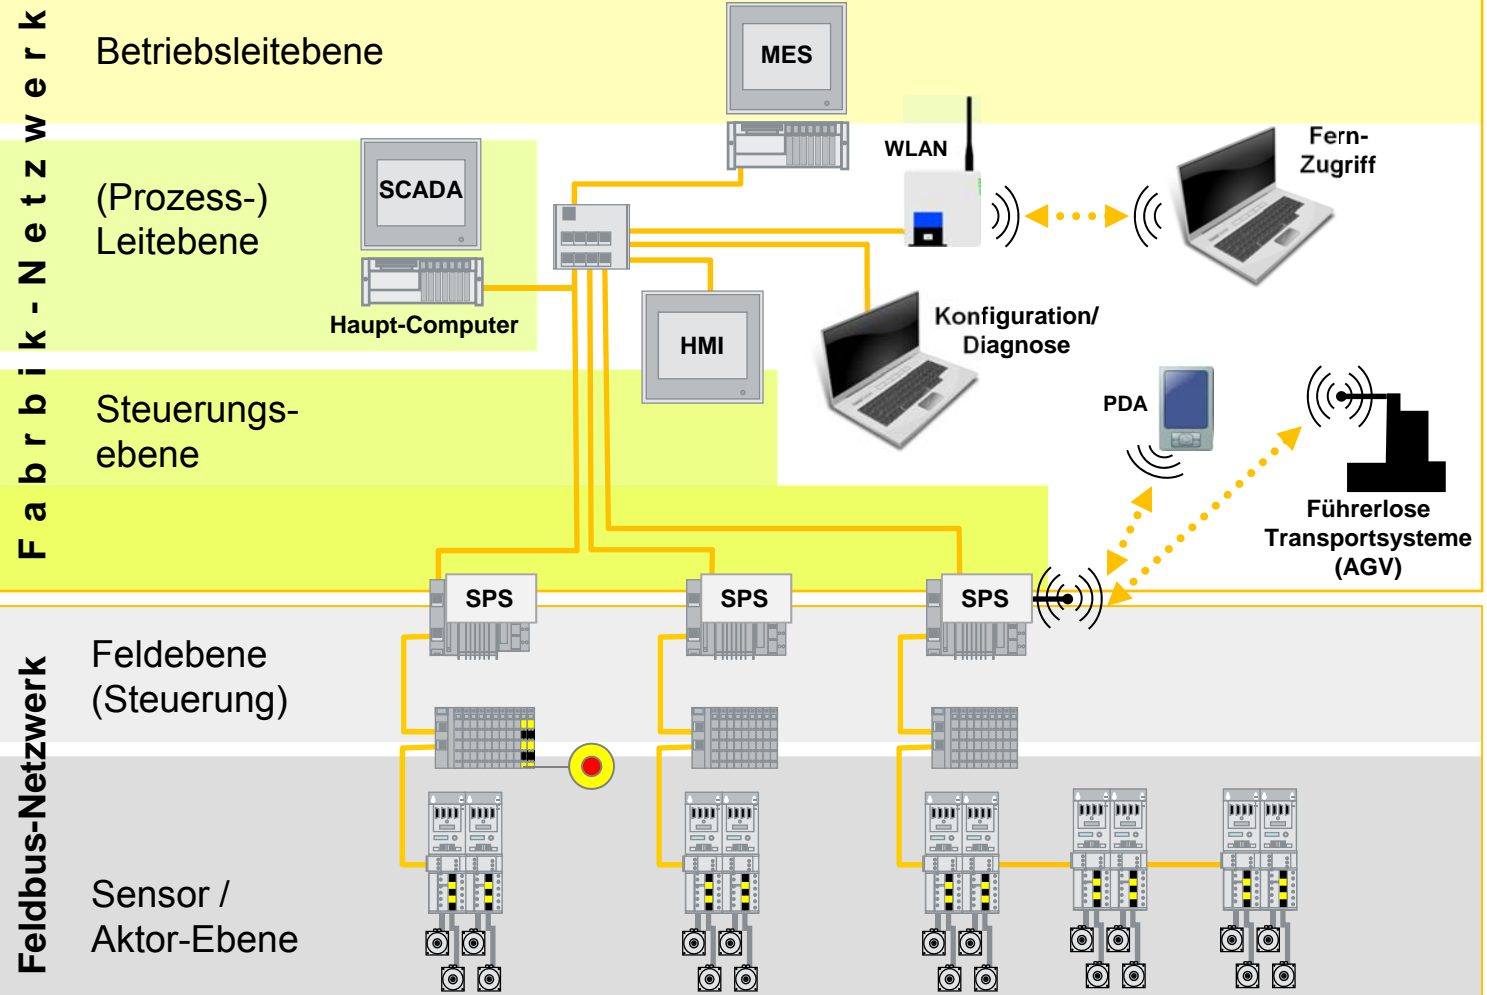 Fabrbik-Netzwerk
Betriebsleitebene
MES
WLAN
Fern-
Zugriff
(Prozess-)
Leitebene
SCADA
Haupt-Computer
HMI
Konfiguration/
Diagnose
Steuerungs-
ebene
PDA
Führerlose
Transportsysteme
(AGV)
SPS
SPS
SPS
Feldbus-Netzwerk
Feldebene
(Steuerung)
Sensor /
Aktor-Ebene